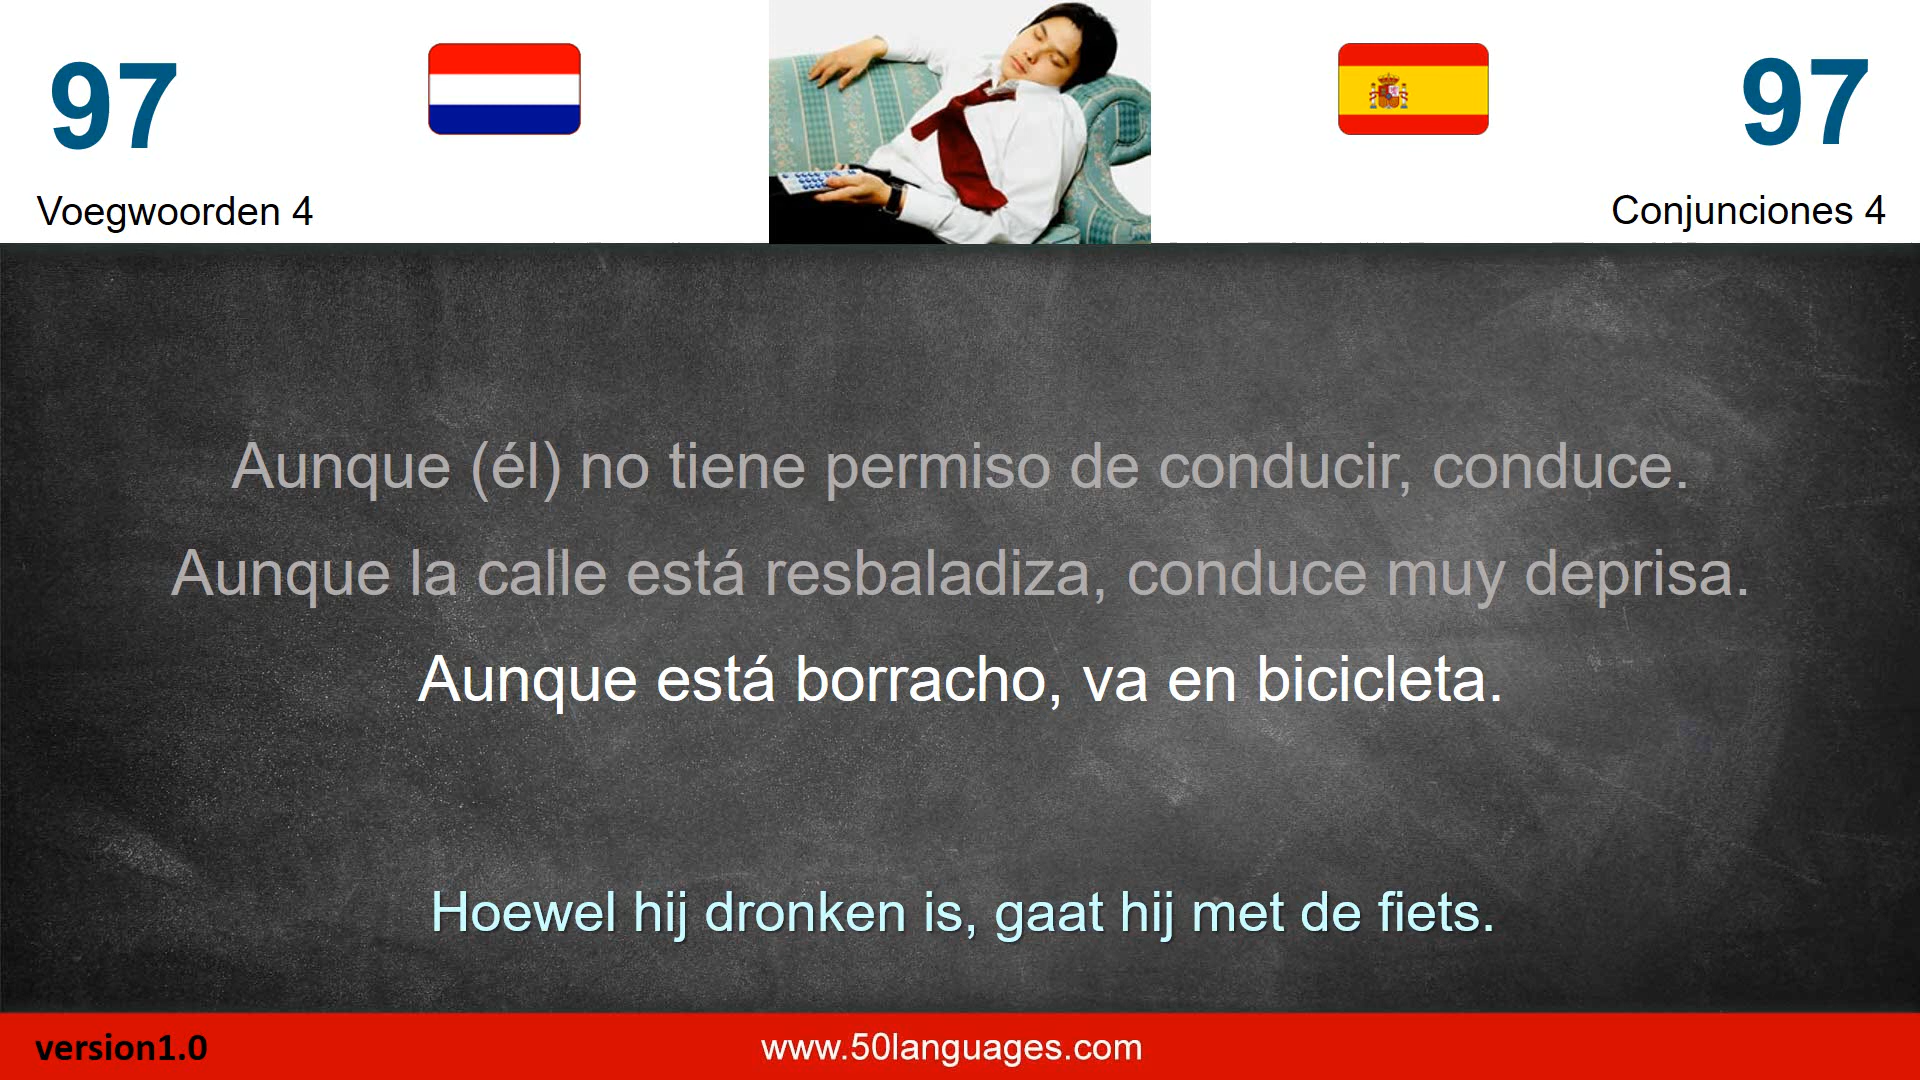 97
97
Voegwoorden 4
Conjunciones 4
Aunque (él) no tiene permiso de conducir, conduce.
Aunque la calle está resbaladiza, conduce muy deprisa.
Aunque está borracho, va en bicicleta.
Hoewel hij dronken is, gaat hij met de fiets.
version1.0
www.50languages.com